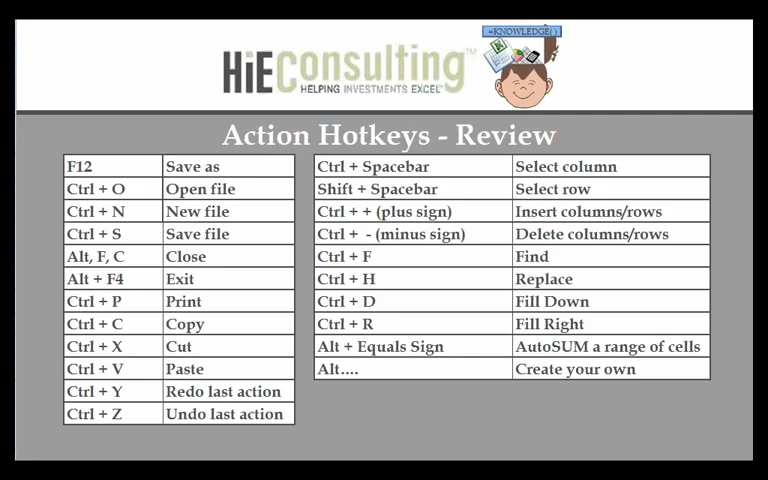 =KNOWLEDGE( )
HiEConsulting™
HELPING INVESTMENTS EXCEL™
Action Hotkeys - Review
F12 Save as
Ctrl + O Open file
Ctrl + N New file
Ctrl + S Save file
Alt, F, C Close
Alt + F4 Exit
Ctrl + P Print
Ctrl + C Copy
Ctrl + X Cut
Ctrl + V Paste
Ctrl + Y Redo last action
Ctrl + Z Undo last action
Ctrl + Spacebar Select column
Shift + Spacebar Select row
Ctrl + + (plus sign) Insert columns/rows
Ctrl + - (minus sign) Delete columns/rows
Ctrl + F Find
Ctrl + H Replace
Ctrl + D Fill Down
Ctrl + R Fill Right
Alt + Equals Sign AutoSUM a range of cells
Alt.... Create your own